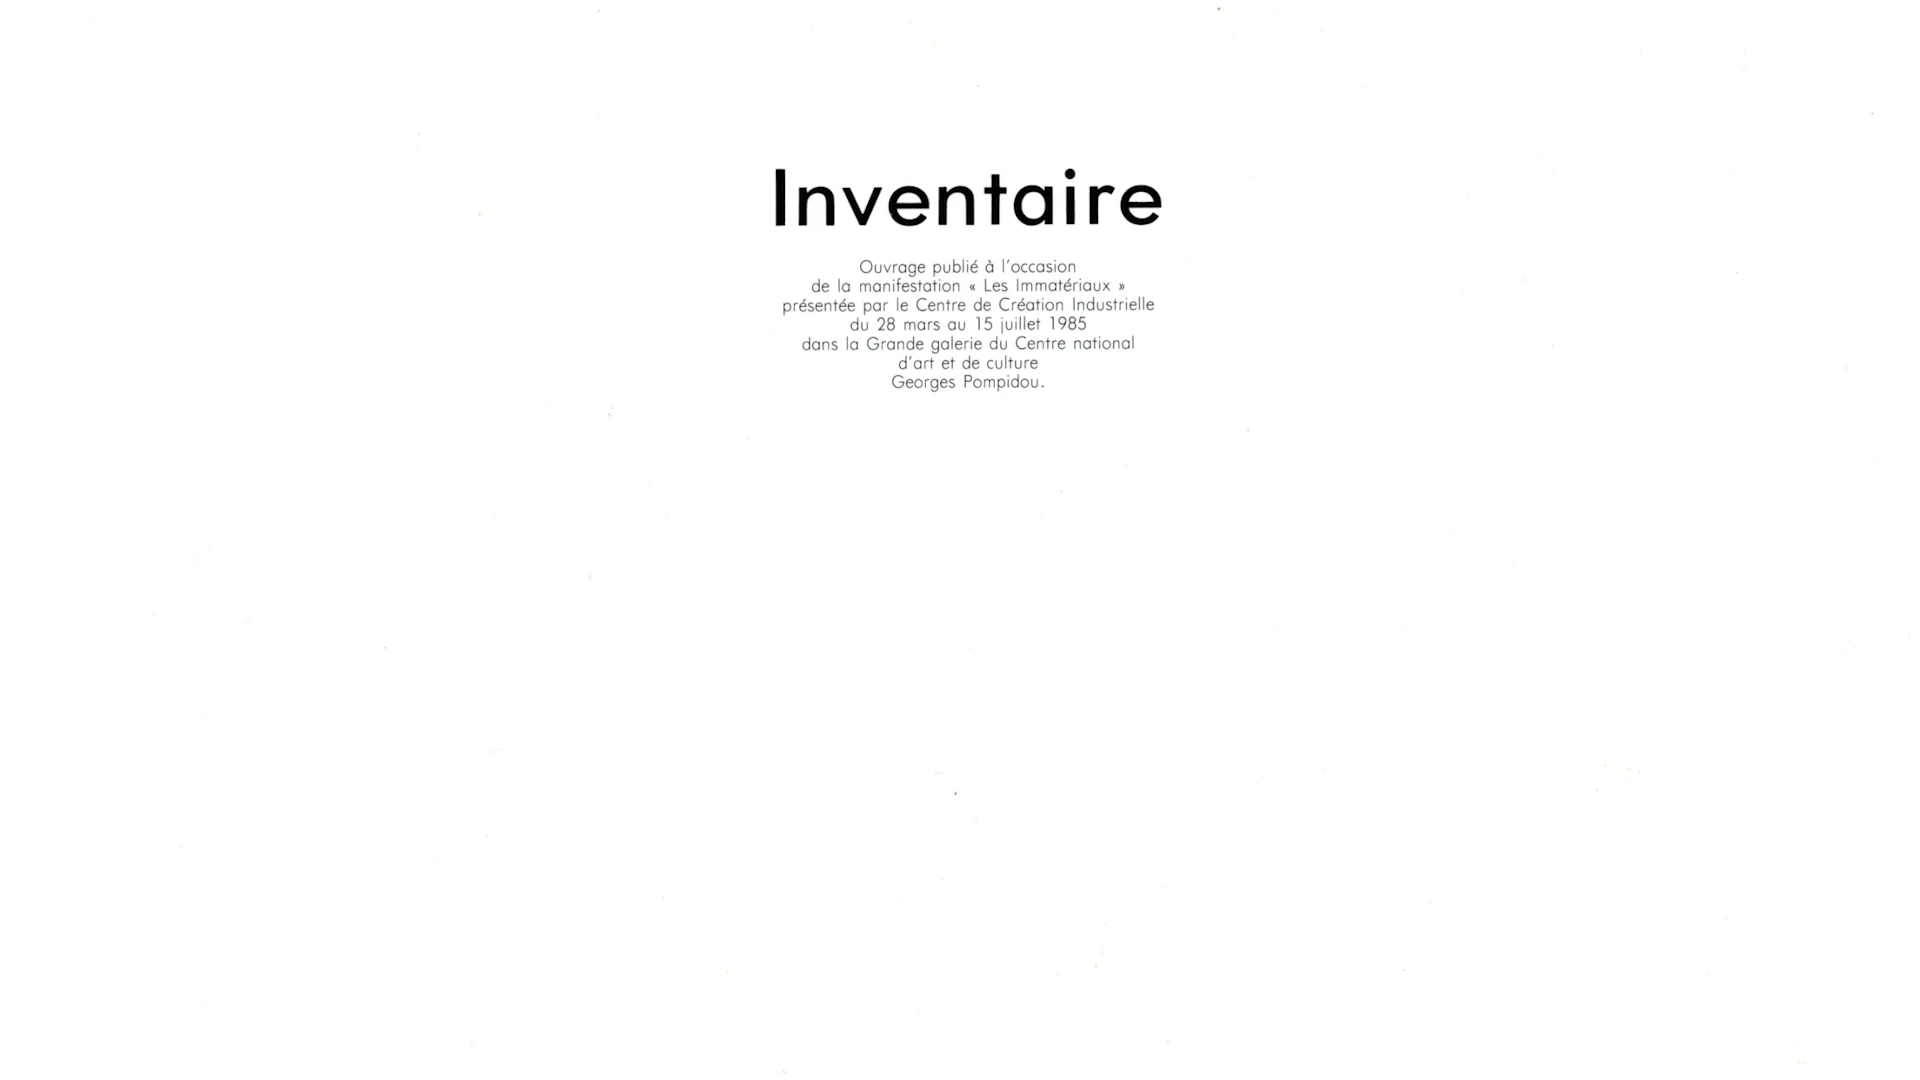 Inventaire
Ouvrage publié à l'occasion
de la manifestation « Les Immatériaux »
présentée par le Centre de Création Industrielle
du 28 mars au 15 juillet 1985
dans la Grande galerie du Centre national
d'art et de culture
Georges Pompidou.